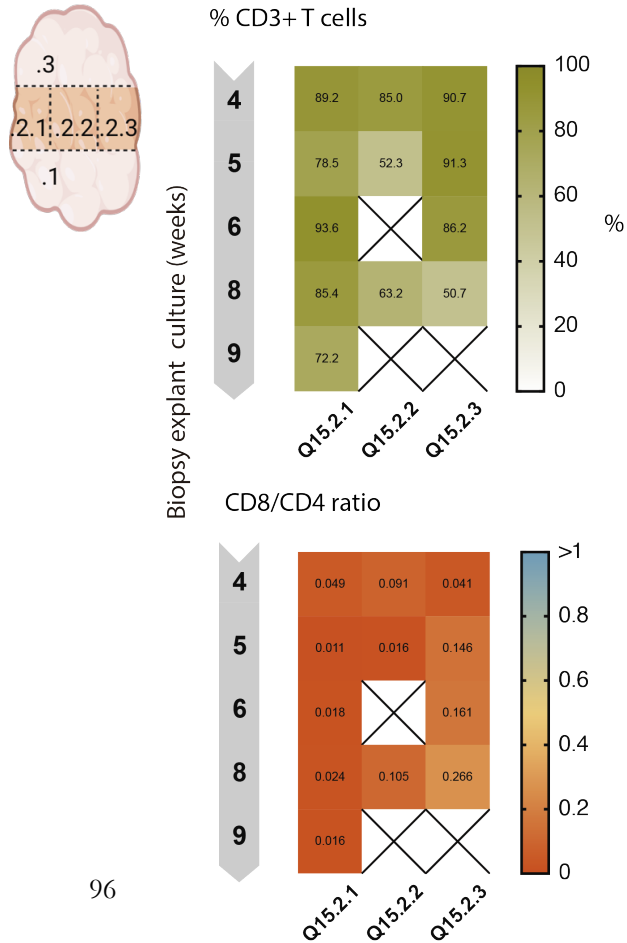 % CD3+ T cells
.3
.2.1 .2.2 .2.3
.1
Biopsy explant culture (weeks)
4 89.2 85.0 90.7
5 78.5 52.3 91.3
6 93.6 86.2
8 85.4 63.2 50.7
9 72.2
Q15.2.1 Q15.2.2 Q15.2.3
100
80
60
%
40
20
0
CD8/CD4 ratio
4 0.049 0.091 0.041
5 0.011 0.016 0.146
6 0.018 0.161
8 0.024 0.105 0.266
9 0.016
Q15.2.1 Q15.2.2 Q15.2.3
>1
0.8
0.6
0.4
0.2
0
96